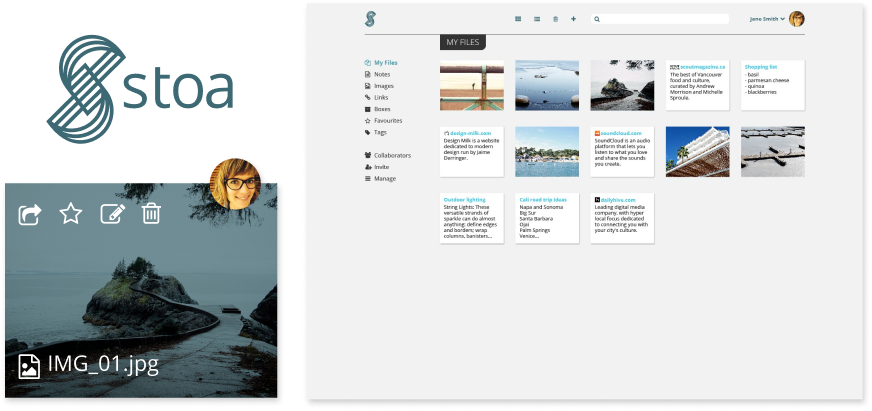 stoa
IMG_01.jpg
Jane Smith
MY FILES
My Files
Notes
Images
Links
Boxes
Favourites
Tags
Collaborators
Invite
Manage
scoutmagazine.ca
The best of Vancouver
food and culture,
curated by Andrew
Morrison and Michelle
Sproule.
Shopping list
- basil
- parmesan cheese
- quinoa
- blackberries
design-milk.com
Design Milk is a website
dedicated to modern
design run by Jaime
Derringer.
soundcloud.com
SoundCloud is an audio
platform that lets you
listen to what you love
and share the sounds
you create.
Outdoor lighting
String Lights: These
versatile strands of
sparkle can do almost
anything: define edges
and borders; wrap
columns, banisters...
Cali road trip ideas
Napa and Sonoma
Big Sur
Santa Barbara
Ojai
Palm Springs
Venice...
dailyhive.com
Leading digital media
company, with hyper
local focus dedicated
to connecting you with
your city's culture.